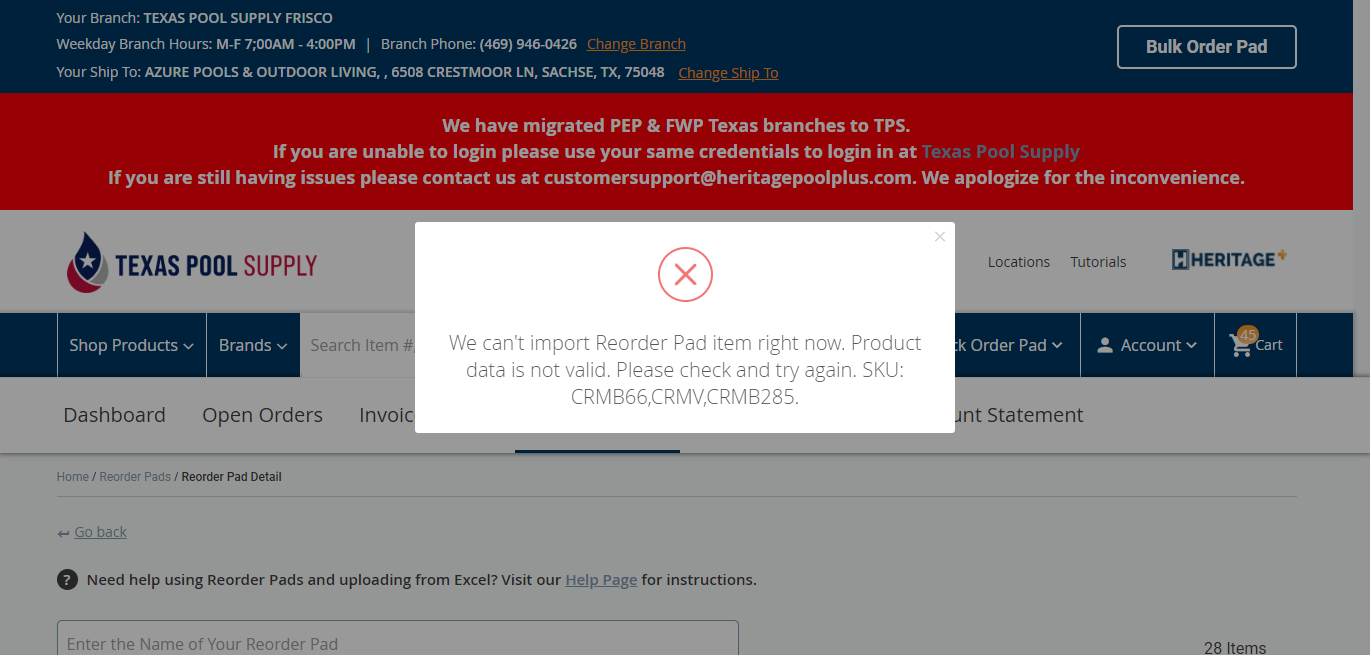 Your Branch: TEXAS POOL SUPPLY FRISCO
Weekday Branch Hours: M-F 7;00AM - 4:00PM | Branch Phone: (469) 946-0426 Change Branch
Your Ship To: AZURE POOLS & OUTDOOR LIVING, , 6508 CRESTMOOR LN, SACHSE, TX, 75048 Change Ship To
Bulk Order Pad
We have migrated PEP & FWP Texas branches to TPS.
If you are unable to login please use your same credentials to login in at Texas Pool Supply
If you are still having issues please contact us at customersupport@heritagepoolplus.com. We apologize for the inconvenience.
TEXAS POOL SUPPLY
Locations Tutorials HERITAGE+
We can't import Reorder Pad item right now. Product
data is not valid. Please check and try again. SKU:
CRMB66,CRMV,CRMB285.
Shop Products Brands Search Item #, ck Order Pad Account 45 Cart
Dashboard Open Orders Invoic unt Statement
Home / Reorder Pads / Reorder Pad Detail
Go back
? Need help using Reorder Pads and uploading from Excel? Visit our Help Page for instructions.
Enter the Name of Your Reorder Pad
28 Items